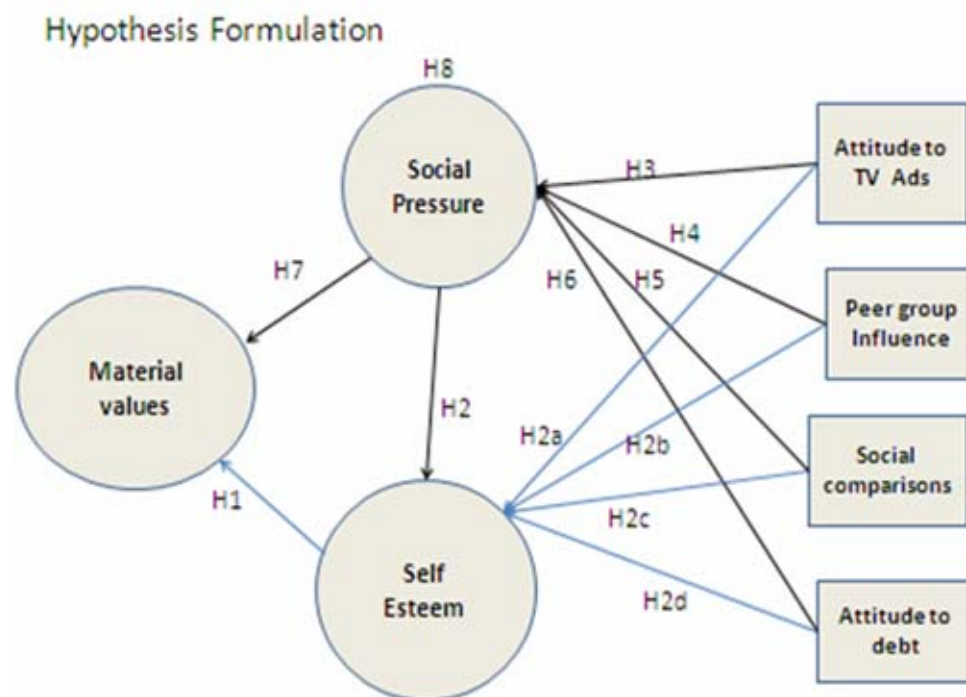 Hypothesis Formulation
H8
Social
Pressure
H3
Attitude to
TV Ads
H4
H7
H6
H5
Peer group
Influence
Material
values
H2
H2a
H2b
Social
comparisons
H1
H2c
Self
Esteem
H2d
Attitude to
debt